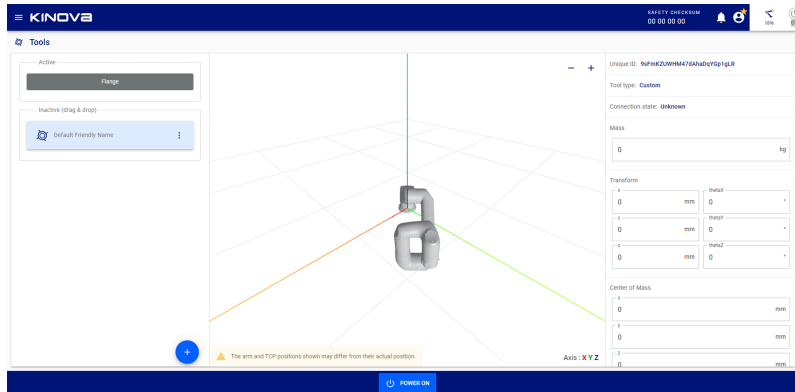 KINOVA
SAFETY CHECKSUM
00 00 00 00
Idle
Tools
Active
Flange
Inactive (drag & drop)
Default Friendly Name
The arm and TCP positions shown may differ from their actual position.
Axis : X Y Z
Unique ID: 9sFmKZUWHM47dAhaDqYGp1gLR
Tool type: Custom
Connection state: Unknown
Mass
0 kg
Transform
x thetaX
0 mm 0 °
y thetaY
0 mm 0 °
z thetaZ
0 mm 0 °
Center of Mass
x
0 mm
y
0 mm
z
0 mm
POWER ON